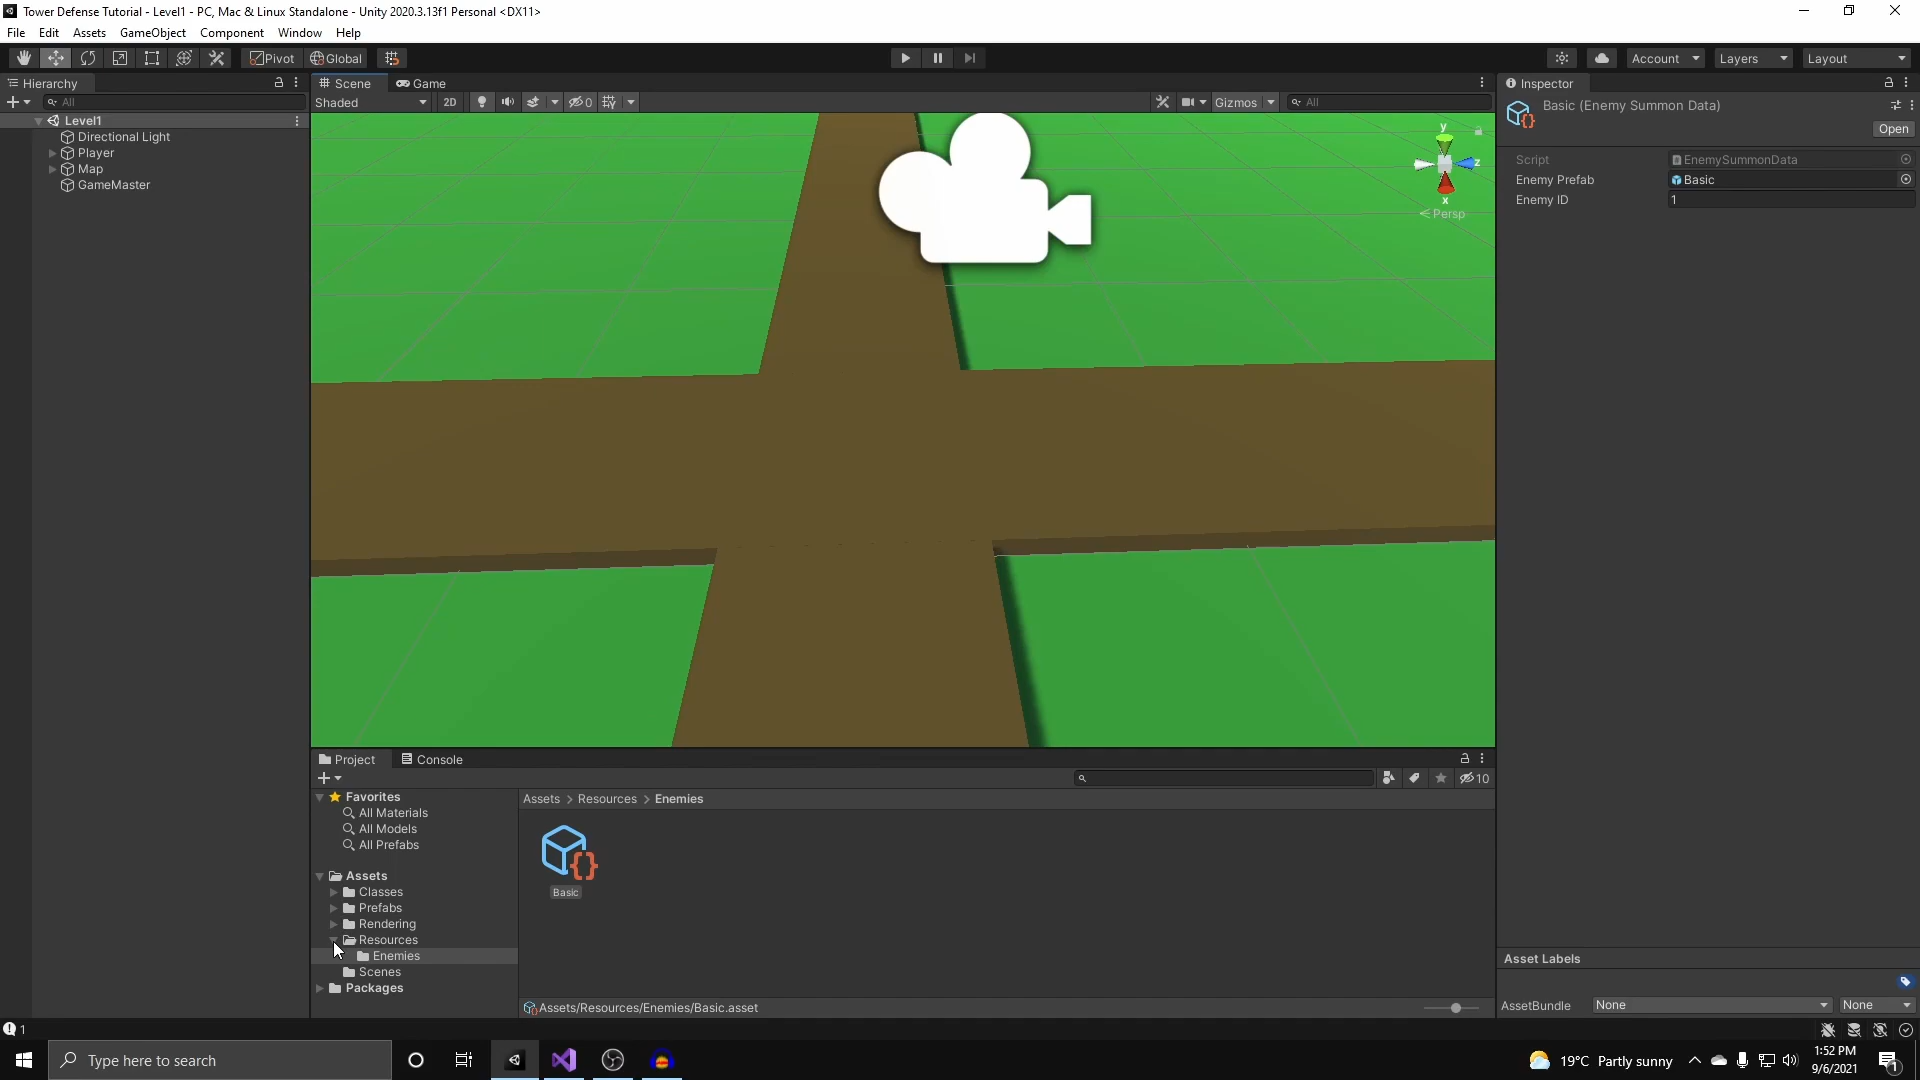 Tower Defense Tutorial - Level1 - PC, Mac & Linux Standalone - Unity 2020.3.13f1 Personal <DX11>
File Edit Assets GameObject Component Window Help
Pivot Global Account Layers Layout
Hierarchy
All
Level1
Directional Light
Player
Map
GameMaster
Scene Game
Shaded 2D 0 Gizmos All
y
z
x
Persp
Inspector
Basic (Enemy Summon Data)
Open
Script EnemySummonData
Enemy Prefab Basic
Enemy ID 1
Project Console
10
Favorites
All Materials
All Models
All Prefabs
Assets
Classes
Prefabs
Rendering
Resources
Enemies
Scenes
Packages
Assets > Resources > Enemies
Basic
Assets/Resources/Enemies/Basic.asset
Asset Labels
AssetBundle None None
1
Type here to search
19°C Partly sunny
1:52 PM
9/6/2021
1